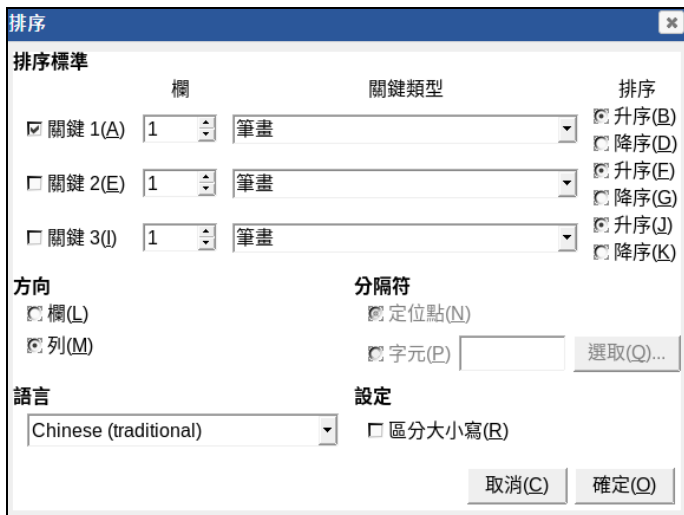 排序
排序標準
欄 關鍵類型 排序
關鍵 1(A) 1 筆畫 升序(B)
降序(D)
關鍵 2(E) 1 筆畫 升序(F)
降序(G)
關鍵 3(I) 1 筆畫 升序(J)
降序(K)
方向 分隔符
欄(L) 定位點(N)
列(M) 字元(P) 選取(Q)...
語言 設定
Chinese (traditional) 區分大小寫(R)
取消(C) 確定(O)